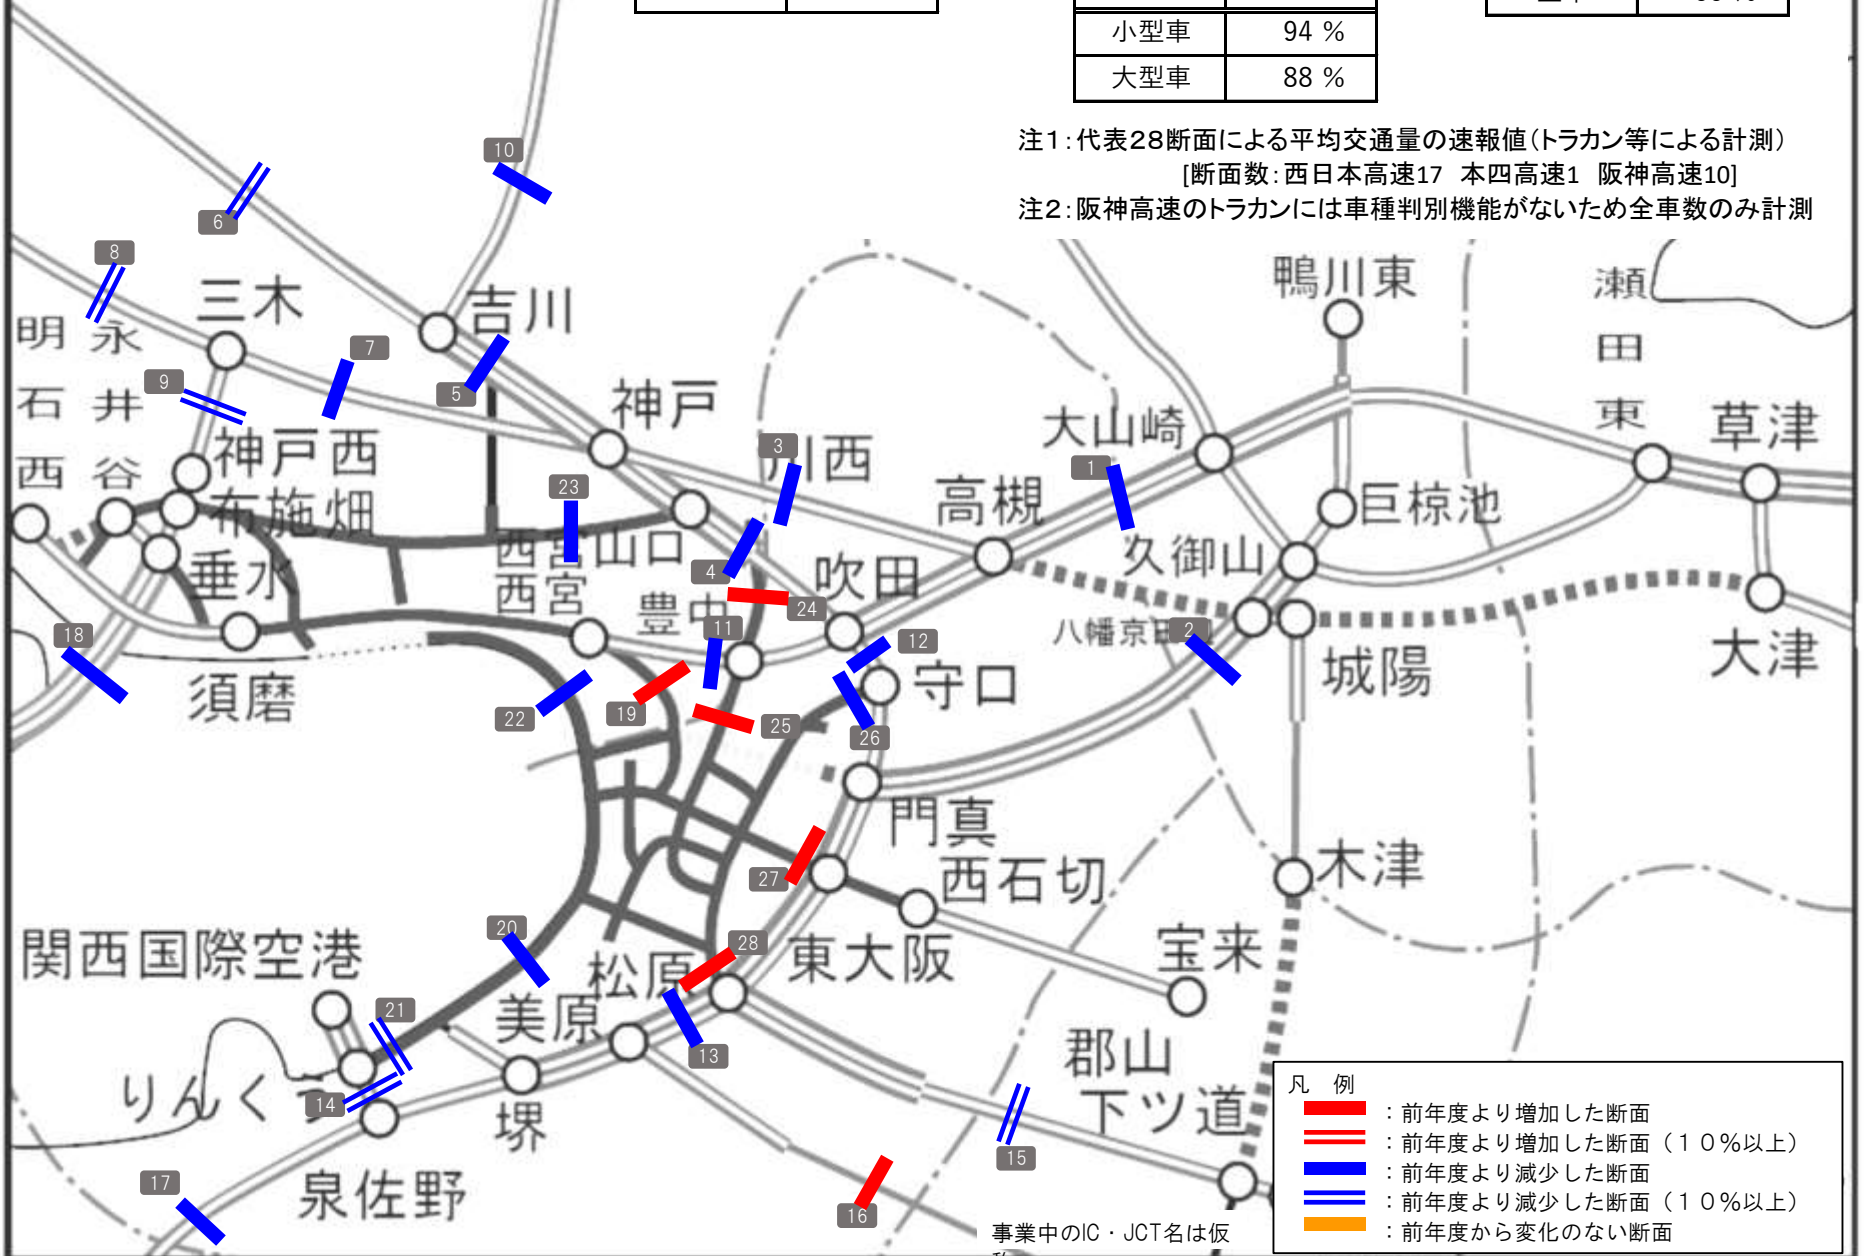 小型車 94 %
大型車 88 %
注1:代表28断面による平均交通量の速報値(トラカン等による計測)
[断面数:西日本高速17 本四高速1 阪神高速10]
注2:阪神高速のトラカンには車種判別機能がないため全車数のみ計測
10
6
8
三木
吉川
鴨川東
瀬田東
明石西
永井谷
7
9
5
神戸
大山崎
草津
神戸西
3
川西
1
高槻
布施畑
23
巨椋池
西宮山口
久御山
垂水
西宮
4
吹田
豊中
24
18
11
12
八幡京田辺
2
大津
須磨
22
19
25
守口
城陽
26
門真
27
西石切
木津
関西国際空港
20
28
松原
東大阪
宝来
21
美原
13
郡山下ツ道
りんくう
14
堺
15
17
泉佐野
16
事業中のIC・JCT名は仮
凡 例
:前年度より増加した断面
:前年度より増加した断面(10%以上)
:前年度より減少した断面
:前年度より減少した断面(10%以上)
:前年度から変化のない断面